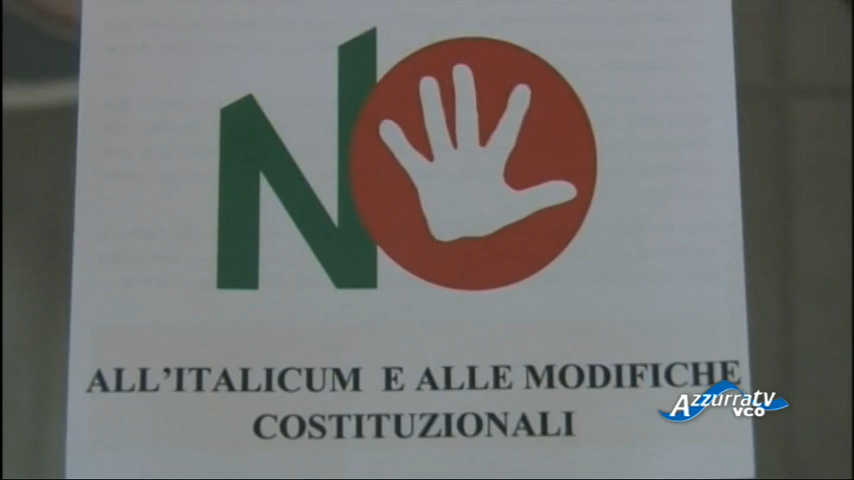 NO
ALL'ITALICUM E ALLE MODIFICHE
COSTITUZIONALI
Azzurratv
vco